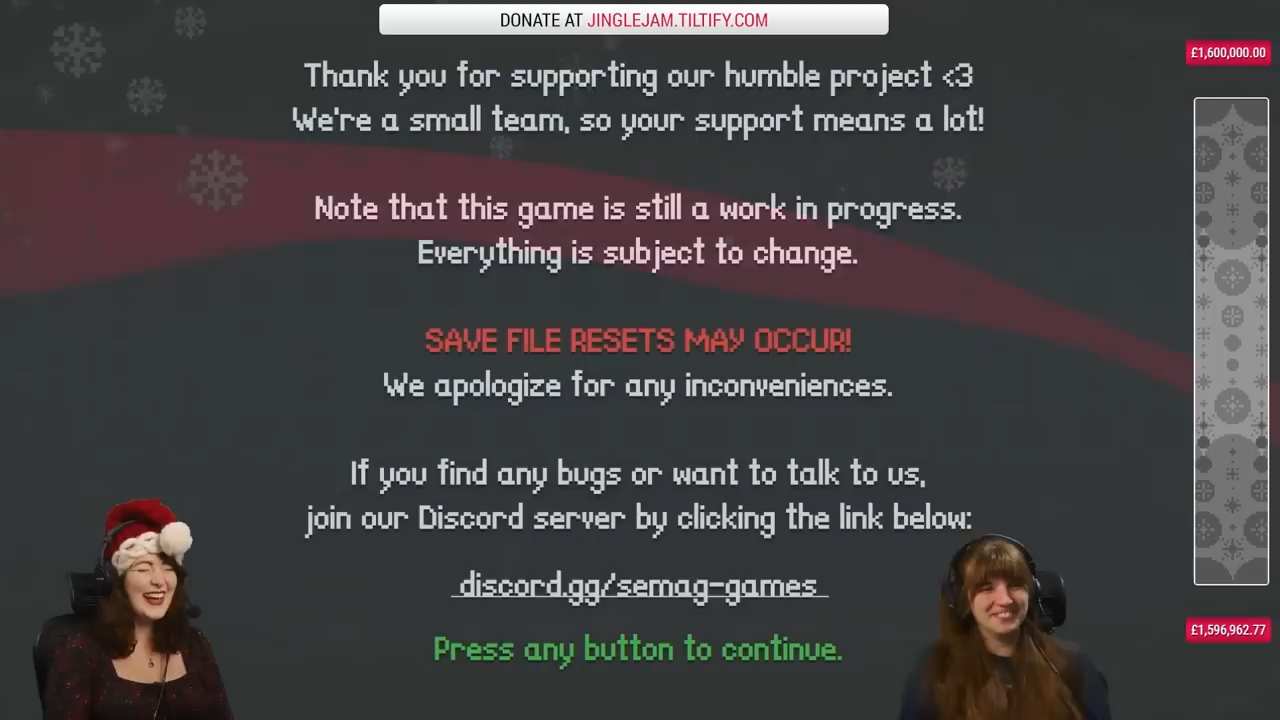 DONATE AT JINGLEJAM.TILTIFY.COM
£1,600,000.00
Thank you for supporting our humble project <3
We're a small team, so your support means a lot!
Note that this game is still a work in progress.
Everything is subject to change.
SAVE FILE RESETS MAY OCCUR!
We apologize for any inconveniences.
If you find any bugs or want to talk to us,
join our Discord server by clicking the link below:
discord.gg/semag-games
£1,596,962.77
Press any button to continue.